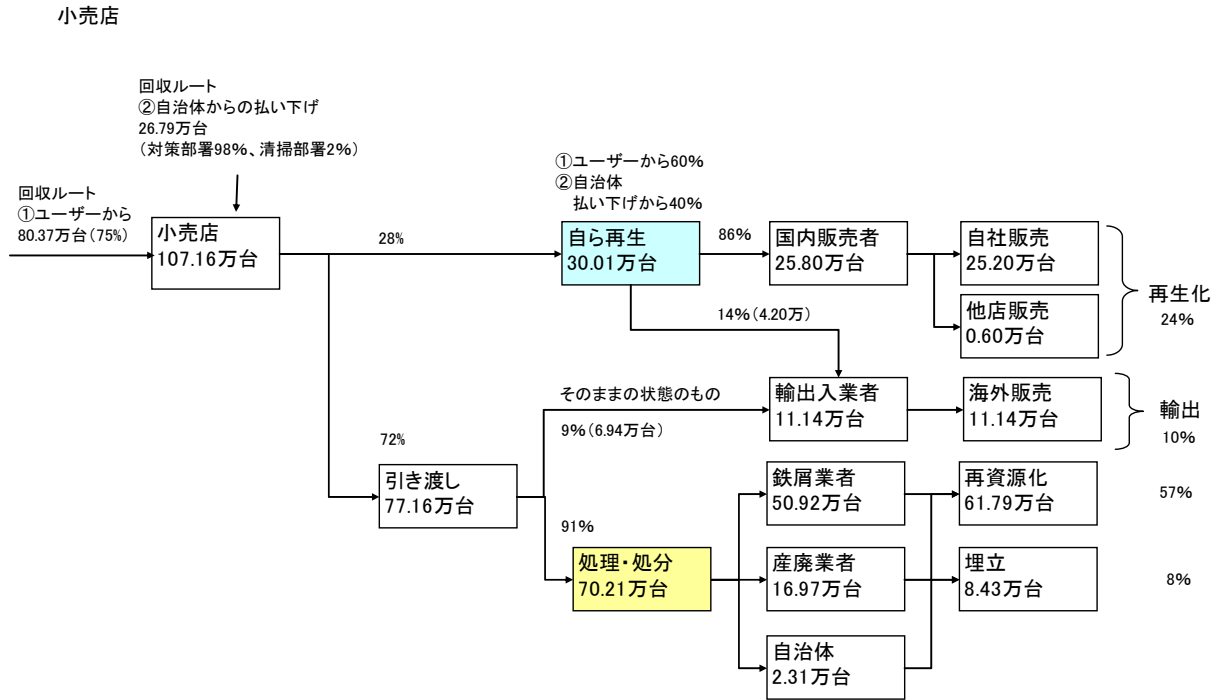 小売店
回収ルート
②自治体からの払い下げ
26.79万台
（対策部署98％、清掃部署2％）
回収ルート
①ユーザーから
80.37万台（75％）
小売店
107.16万台
28%
①ユーザーから60％
②自治体
払い下げから40％
自ら再生
30.01万台
86％
国内販売者
25.80万台
自社販売
25.20万台
他店販売
0.60万台
再生化
24％
14％（4.20万）
そのままの状態のもの
9％（6.94万台）
輸出入業者
11.14万台
海外販売
11.14万台
輸出
10％
72%
引き渡し
77.16万台
91％
処理・処分
70.21万台
鉄屑業者
50.92万台
再資源化
61.79万台
57％
産廃業者
16.97万台
埋立
8.43万台
8％
自治体
2.31万台